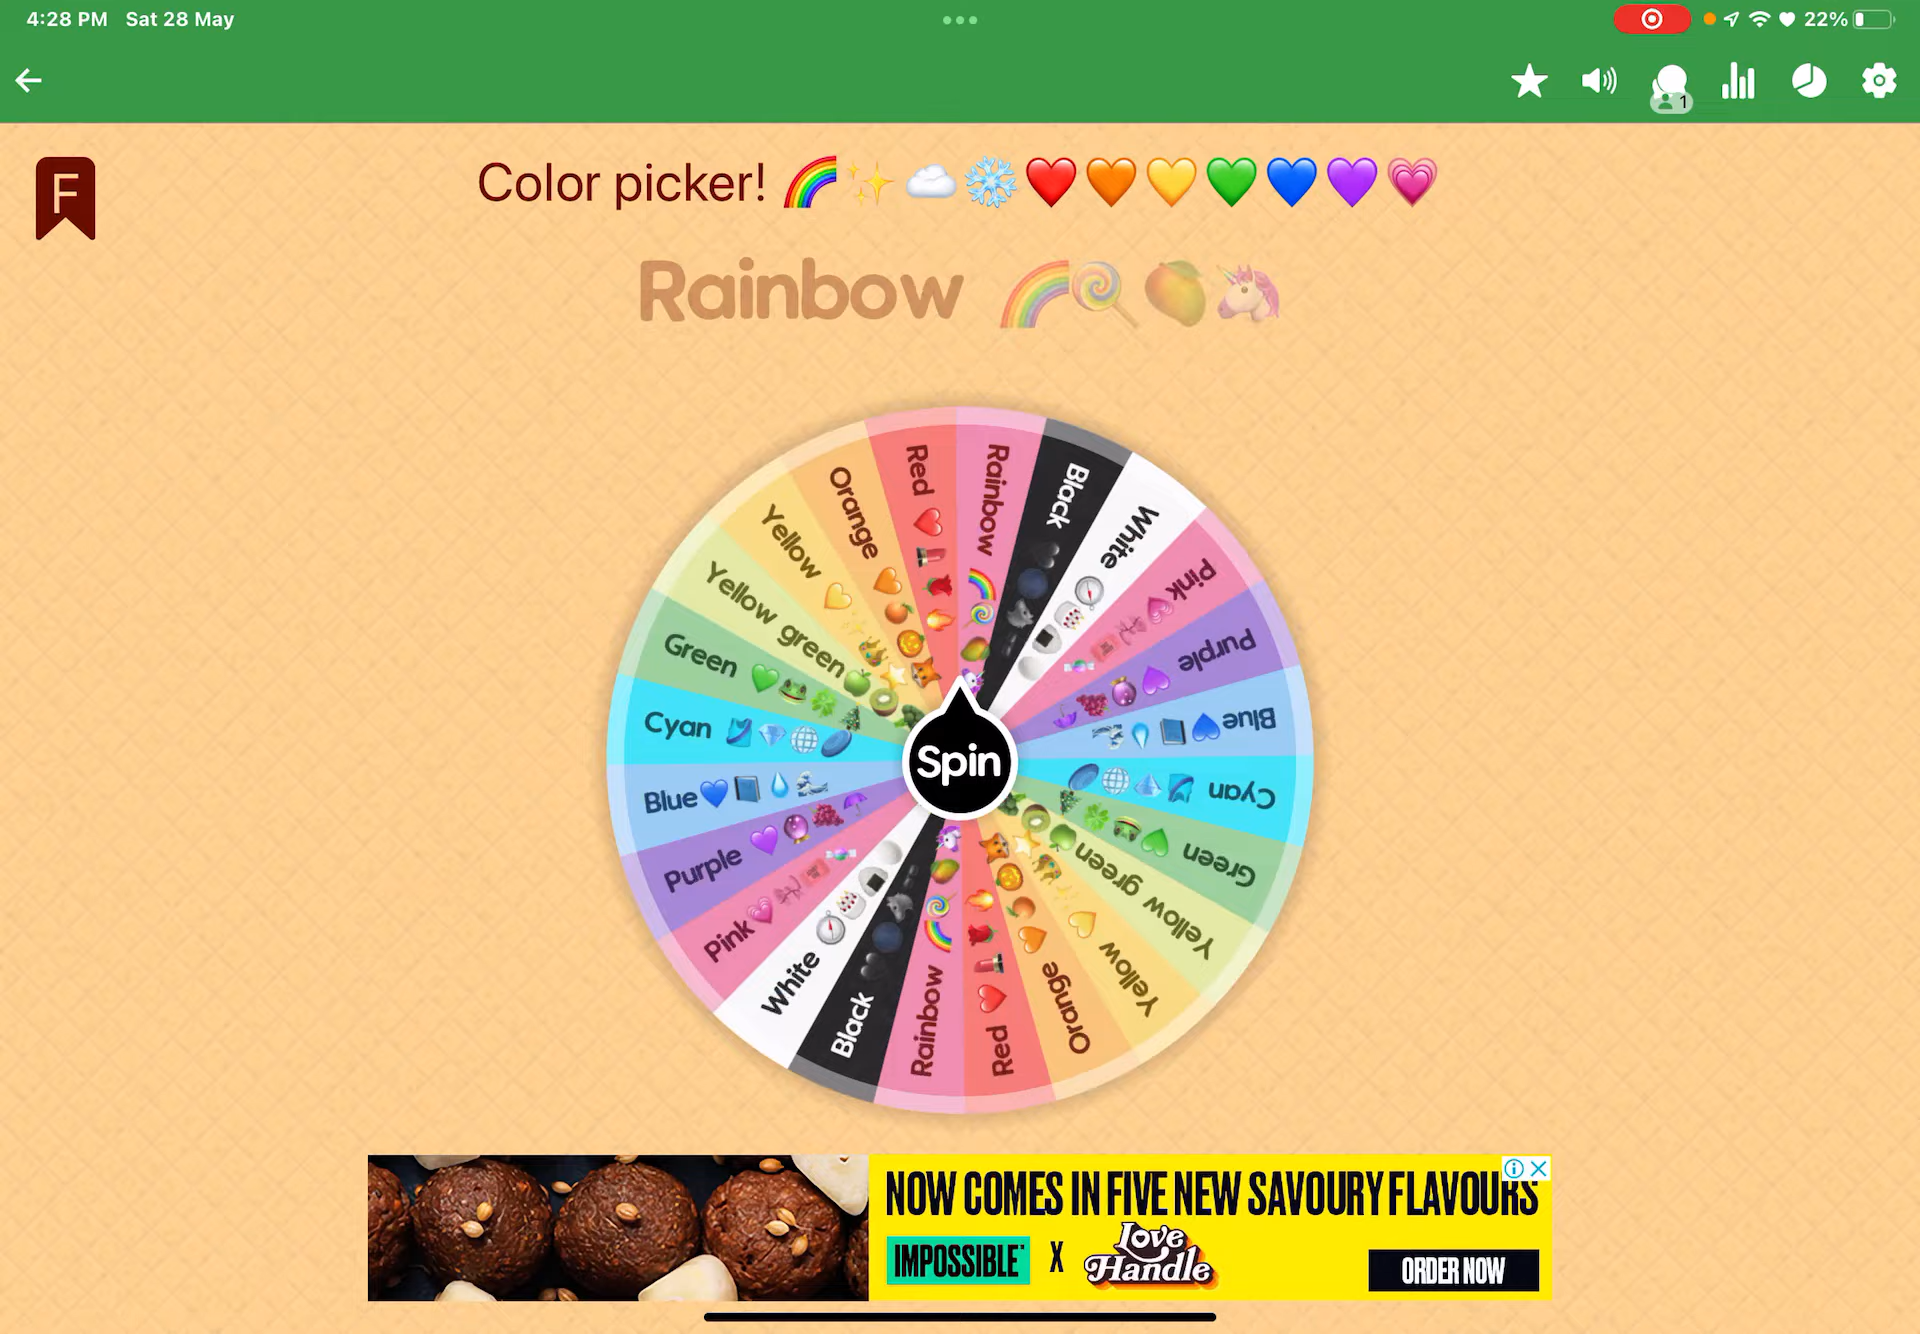 4:28 PM Sat 28 May
22%
1
F
Color picker! 🌈✨☁️❄️❤️🧡💛💚💙💜💗
Rainbow 🌈🍭🥭🦄
Red
Rainbow
Black
White
Pink
Purple
Blue
Cyan
Green
Yellow green
Yellow
Orange
Red
Rainbow
Black
White
Pink
Purple
Blue
Cyan
Green
Yellow green
Yellow
Orange
Spin
NOW COMES IN FIVE NEW SAVOURY FLAVOURS
IMPOSSIBLE™ X Love Handle
ORDER NOW